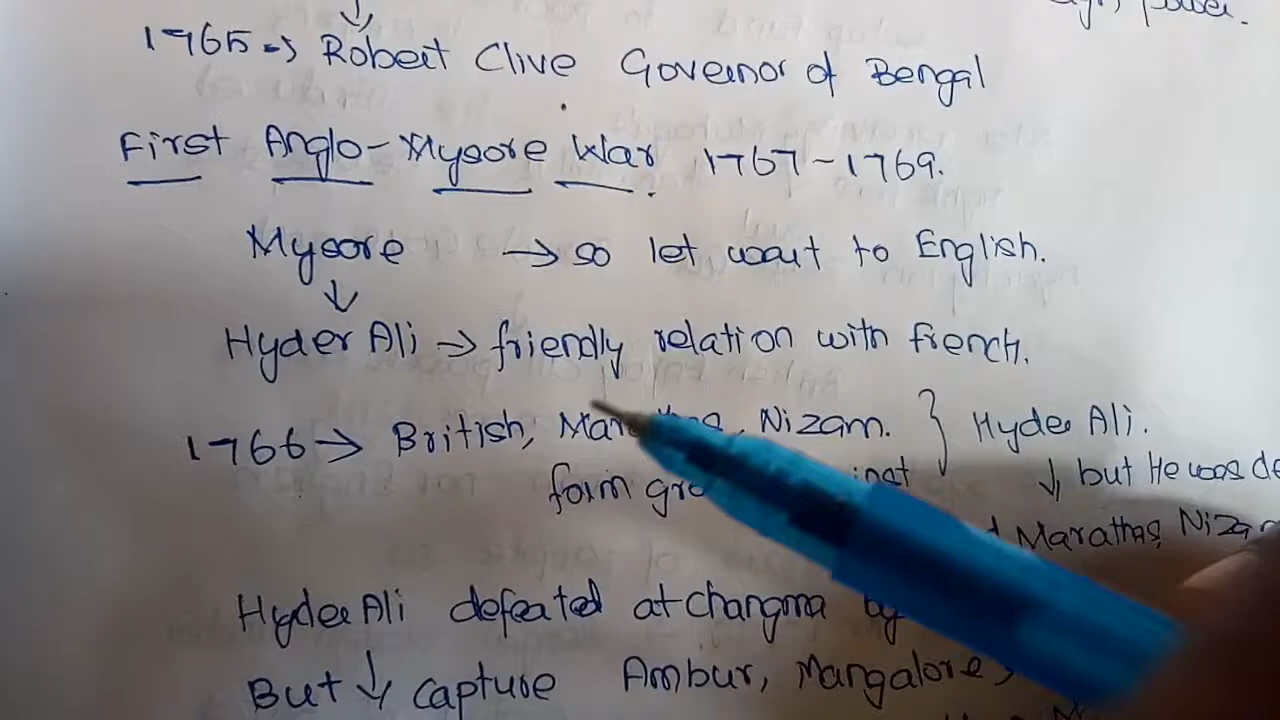 power.
1765 => Robert Clive Governor of Bengal
First Anglo-Mysore War 1767-1769.
Mysore → so let want to English.
↓
Hyder Ali → friendly relation with french.
1766 → British, Nizam. } Hyder Ali.
form ↓ but He was
Marathas,
Hyder Ali defeated at changma
But ↓ capture Ambur, Mangalore,